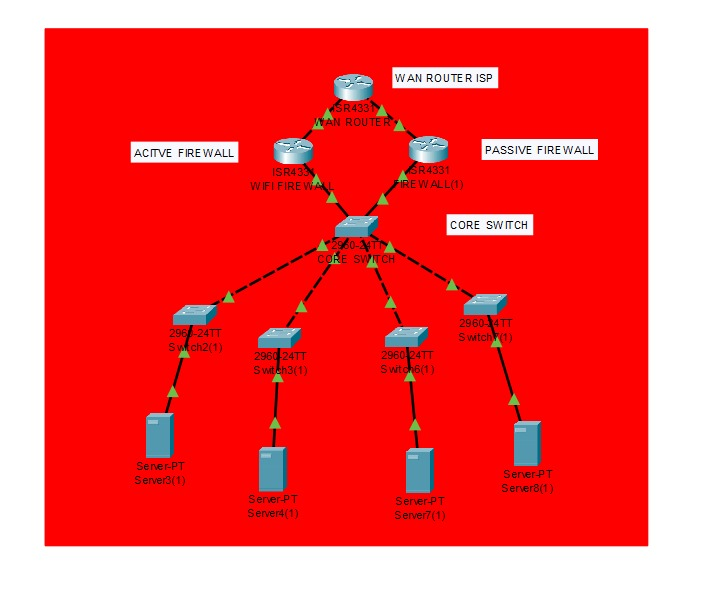 WAN ROUTER ISP
ISR4331
WAN ROUTER
ACITVE FIREWALL
PASSIVE FIREWALL
ISR4331
WIFI FIREWALL
ISR4331
FIREWALL(1)
CORE SWITCH
2960-24TT
CORE SWITCH
2960-24TT
Switch2(1)
2960-24TT
Switch3(1)
2960-24TT
Switch6(1)
2960-24TT
Switch7(1)
Server-PT
Server3(1)
Server-PT
Server4(1)
Server-PT
Server7(1)
Server-PT
Server8(1)